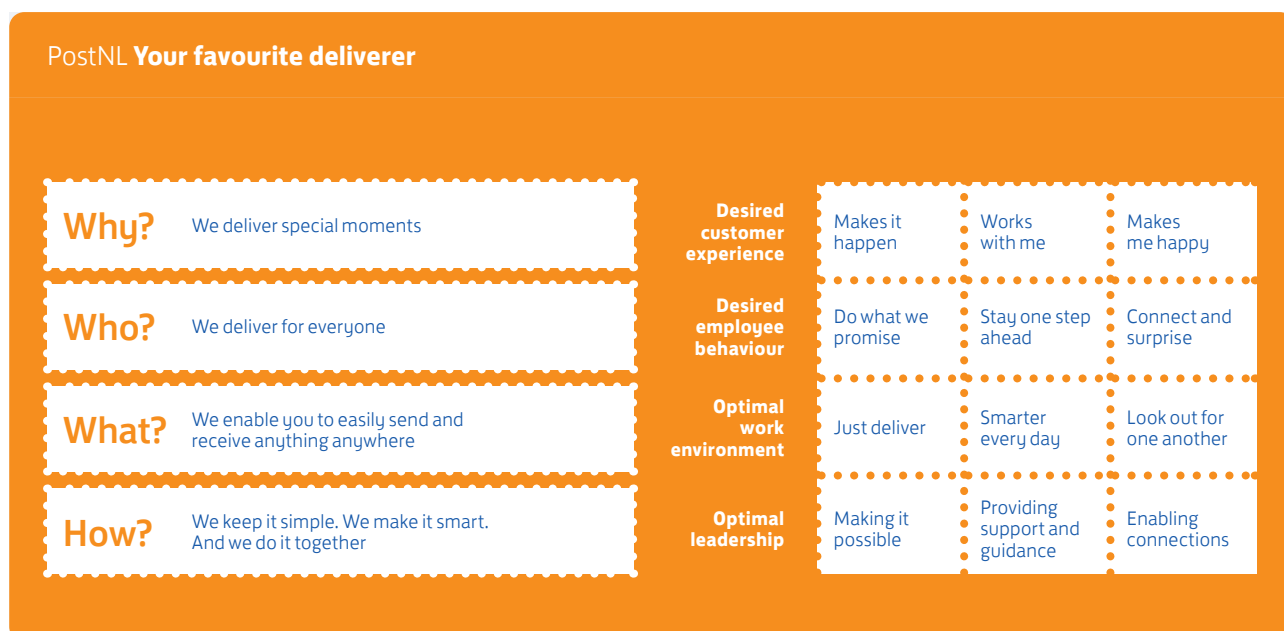 PostNL Your favourite deliverer
Why?
We deliver special moments
Who?
We deliver for everyone
What?
We enable you to easily send and
receive anything anywhere
How?
We keep it simple. We make it smart.
And we do it together
Desired
customer
experience
Makes it
happen
Works
with me
Makes
me happy
Desired
employee
behaviour
Do what we
promise
Stay one step
ahead
Connect and
surprise
Optimal
work
environment
Just deliver
Smarter
every day
Look out for
one another
Optimal
leadership
Making it
possible
Providing
support and
guidance
Enabling
connections